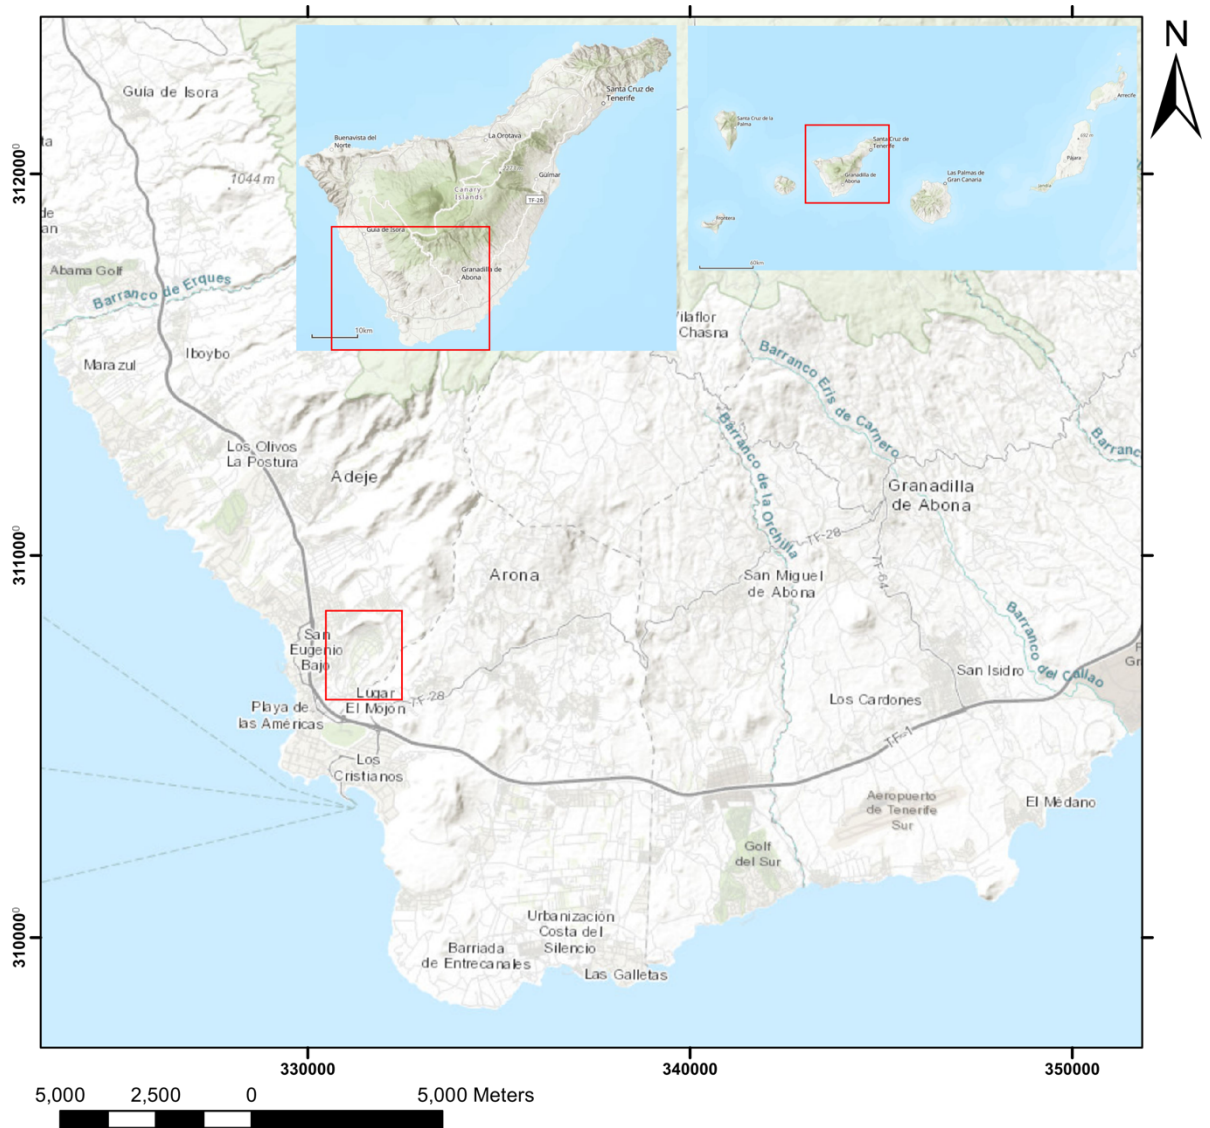 N
Guía de Isora
1044 m
Abama Golf
Barranco de Erques
Marazul
Iboybo
Los Olivos
La Postura
Adeje
Arona
San
Eugenio
Bajo
Lugar
El Mojón
TF-28
Playa de
las Américas
Los
Cristianos
Buenavista del
Norte
La Orotava
Santa Cruz de
Tenerife
Güímar
Canary
Islands
TF-28
Guía de Isora
Granadilla de
Abona
10km
Santa Cruz de la
Palma
Santa Cruz de
Tenerife
Granadilla de
Abona
Las Palmas de
Gran Canaria
Frontera
Arrecife
Pájara
60km
Vilaflor
Chasna
Barranco Eris de Carnero
Barranco de la Orchilla
Barranc
Granadilla
de Abona
TF-28
TF-64
San Miguel
de Abona
Barranco del Callao
San Isidro
Los Cardones
TF-1
Aeropuerto
de Tenerife
Sur
El Médano
Golf
del Sur
Urbanización
Costa del
Silencio
Barriada
de Entrecanales
Las Galletas
3120000
3110000
3100000
330000
340000
350000
5,000
2,500
0
5,000 Meters